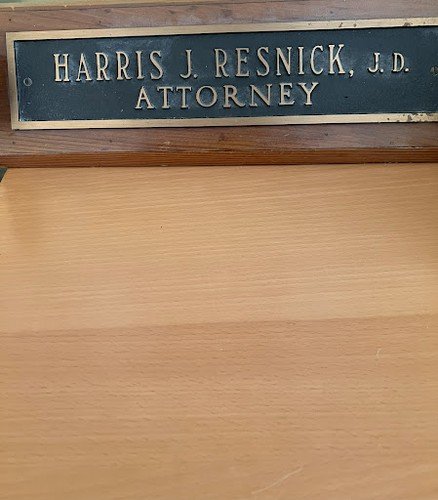 HARRIS J. RESNICK, J.D.
ATTORNEY